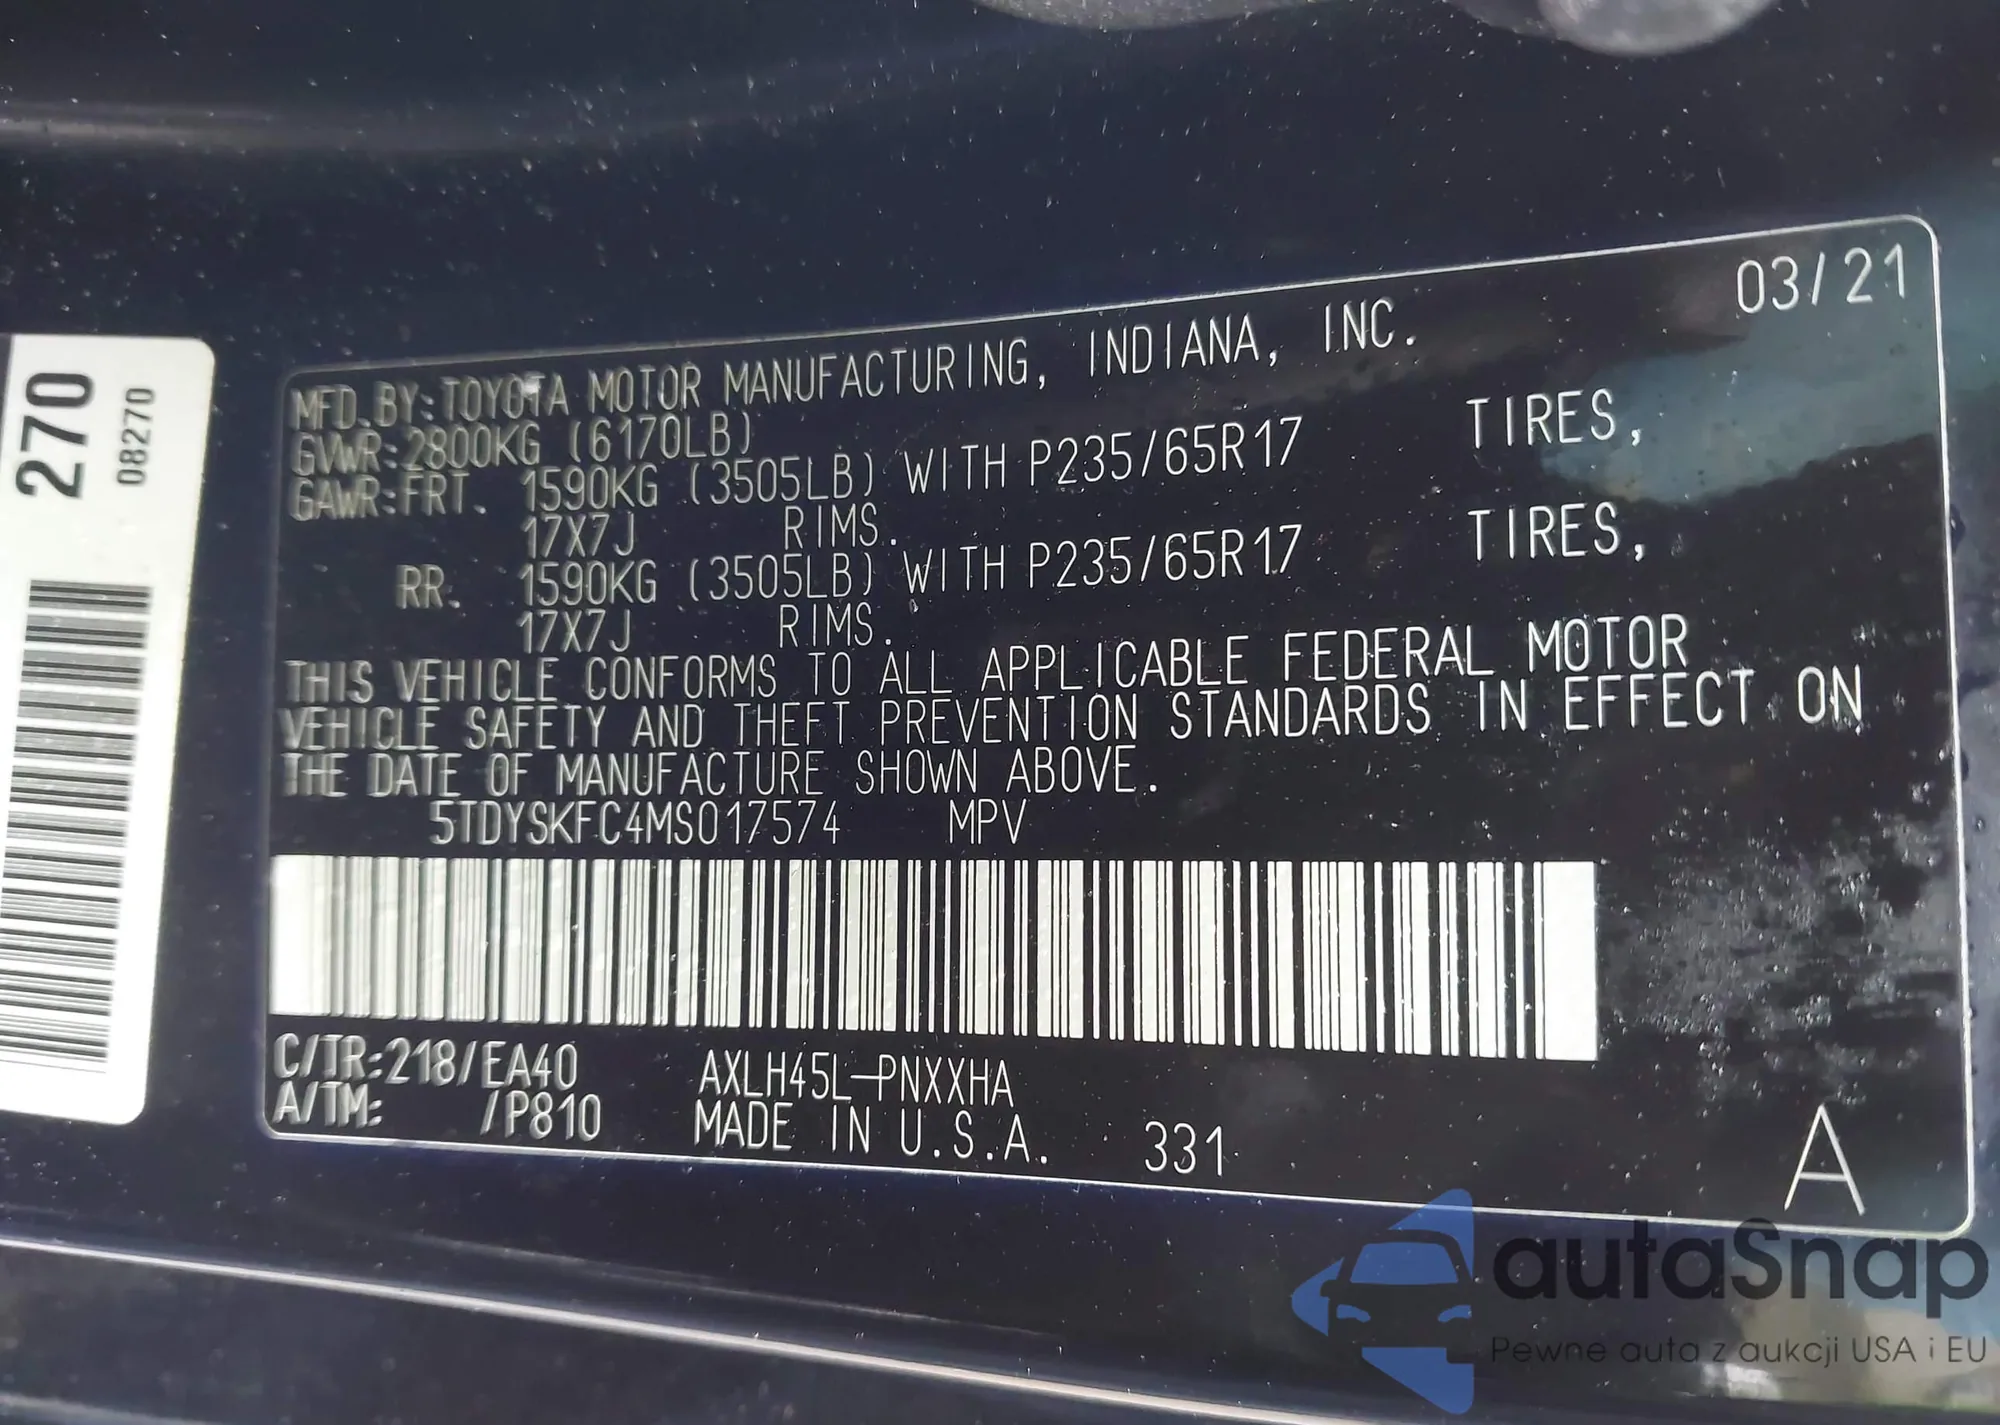 270
08270
03/21
MFD.BY:TOYOTA MOTOR MANUFACTURING, INDIANA, INC.
GVWR:2800KG (6170LB)
GAWR:FRT. 1590KG (3505LB) WITH P235/65R17 TIRES,
17X7J RIMS.
RR. 1590KG (3505LB) WITH P235/65R17 TIRES,
17X7J RIMS.
THIS VEHICLE CONFORMS TO ALL APPLICABLE FEDERAL MOTOR
VEHICLE SAFETY AND THEFT PREVENTION STANDARDS IN EFFECT ON
THE DATE OF MANUFACTURE SHOWN ABOVE.
5TDYSKFC4MS017574 MPV
C/TR:218/EA40 AXLH45L-PNXXHA
A/TM: /P810 MADE IN U.S.A. 331
A
autaSnap
Pewne auta z aukcji USA i EU